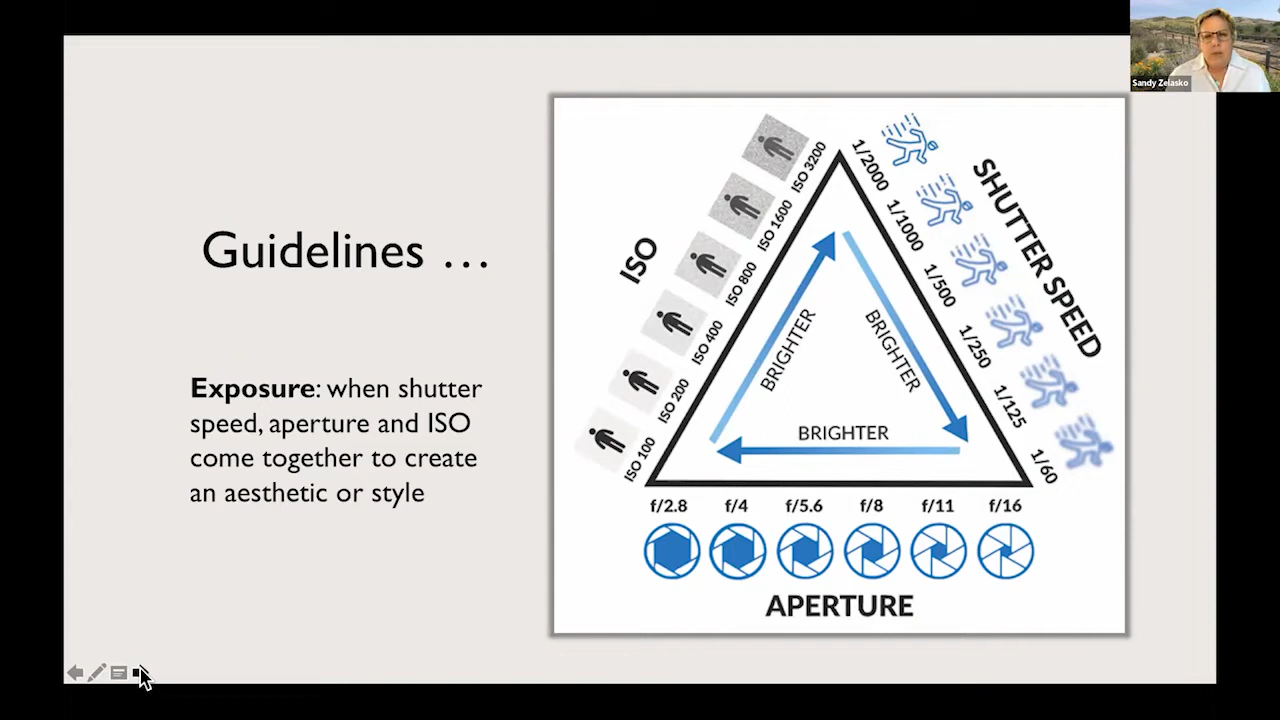 Sandy Zelasko
Guidelines …
Exposure: when shutter
speed, aperture and ISO
come together to create
an aesthetic or style
ISO
ISO 3200
ISO 1600
ISO 800
ISO 400
ISO 200
ISO 100
SHUTTER SPEED
1/2000
1/1000
1/500
1/250
1/125
1/60
BRIGHTER
BRIGHTER
BRIGHTER
f/2.8 f/4 f/5.6 f/8 f/11 f/16
APERTURE